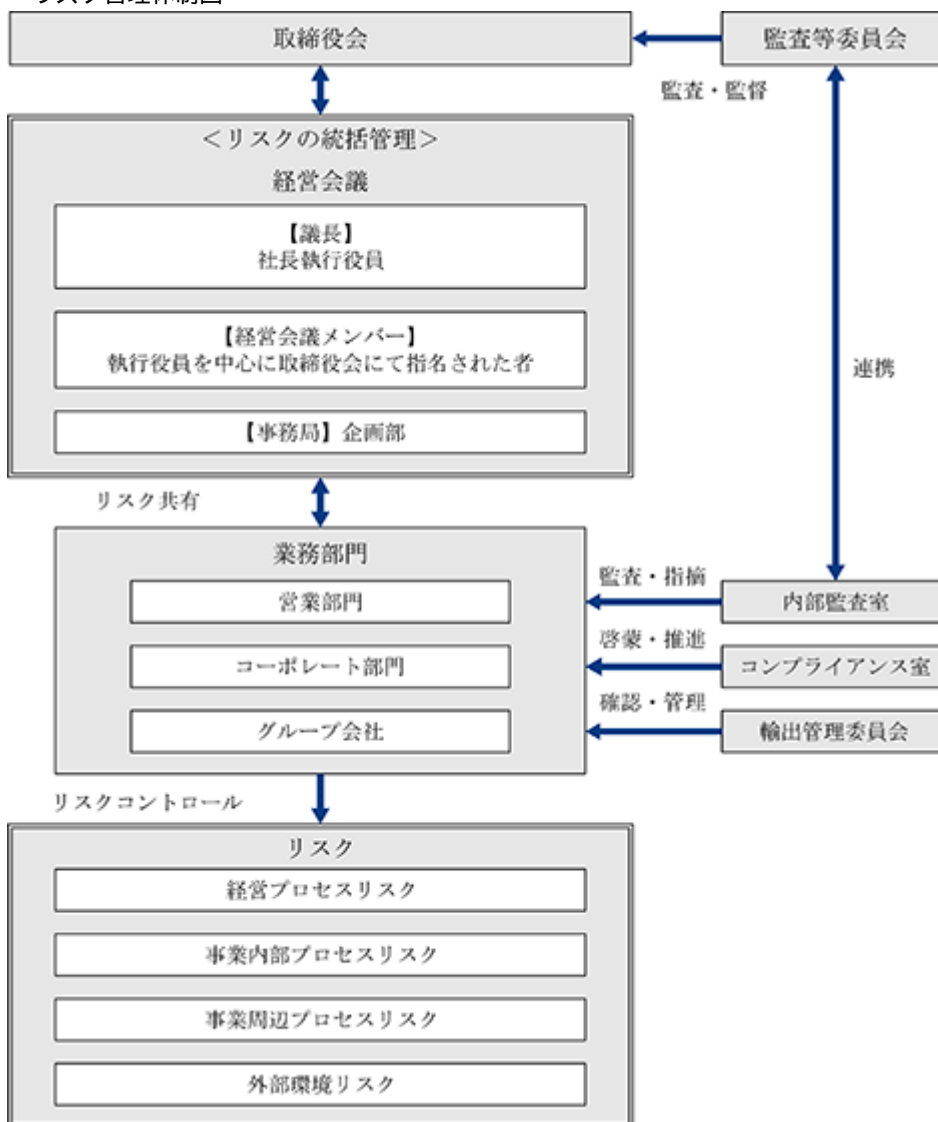 リスク管理体制図
取締役会
監査等委員会
監査・監督
＜リスクの統括管理＞
経営会議
【議長】
社長執行役員
【経営会議メンバー】
執行役員を中心に取締役会にて指名された者
連携
【事務局】企画部
リスク共有
業務部門
営業部門
コーポレート部門
グループ会社
監査・指摘
内部監査室
啓蒙・推進
コンプライアンス室
確認・管理
輸出管理委員会
リスクコントロール
リスク
経営プロセスリスク
事業内部プロセスリスク
事業周辺プロセスリスク
外部環境リスク